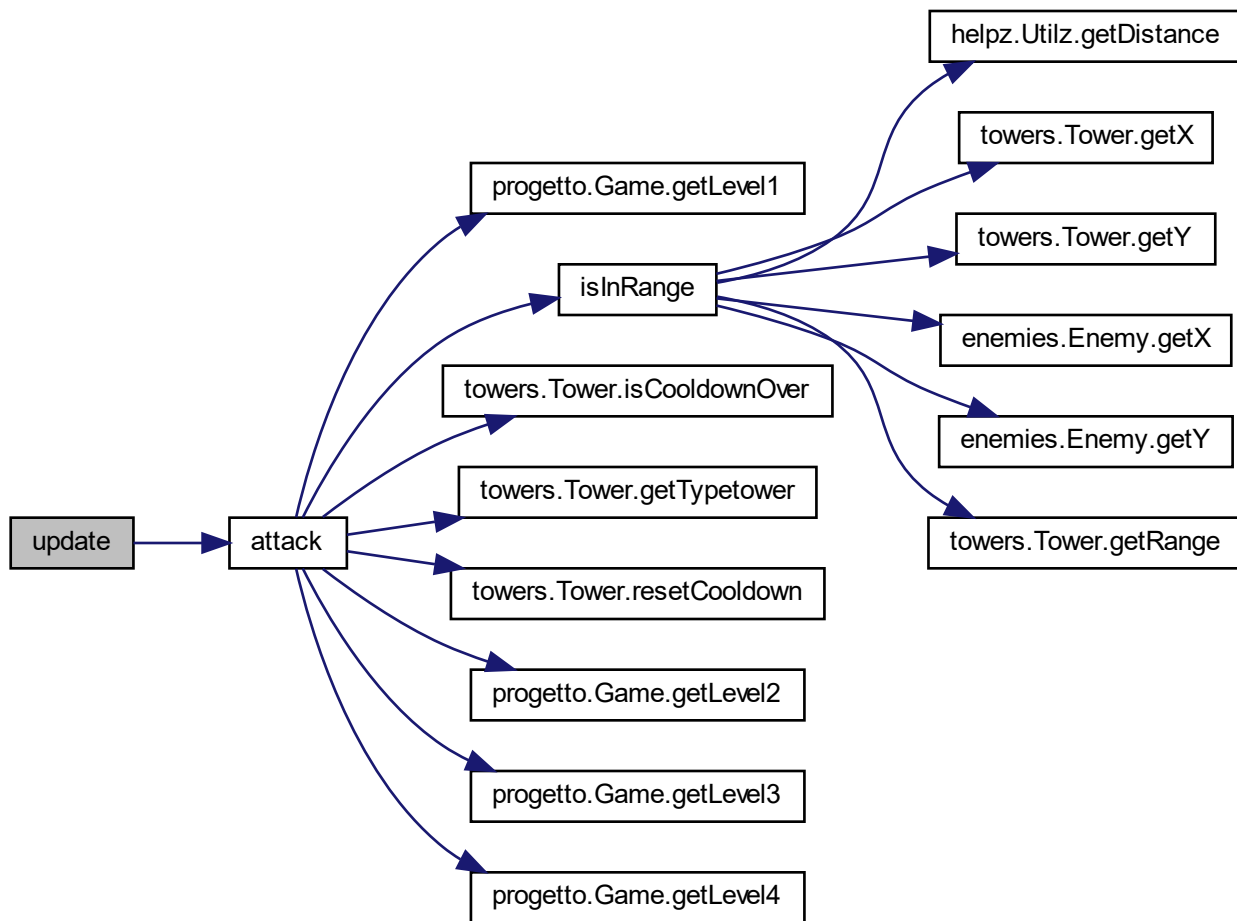 helpz.Utilz.getDistance
towers.Tower.getX
progetto.Game.getLevel1
towers.Tower.getY
isInRange
enemies.Enemy.getX
towers.Tower.isCooldownOver
enemies.Enemy.getY
towers.Tower.getTypetower
update
attack
towers.Tower.getRange
towers.Tower.resetCooldown
progetto.Game.getLevel2
progetto.Game.getLevel3
progetto.Game.getLevel4